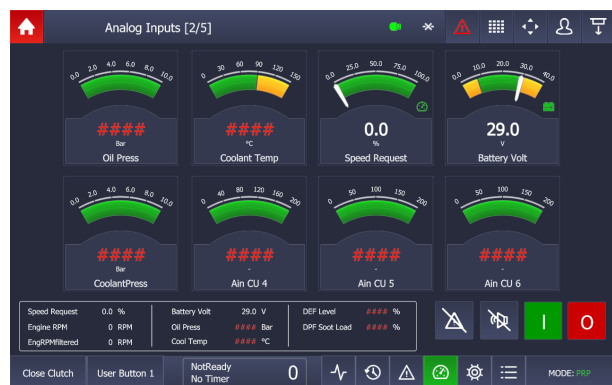 Analog Inputs [2/5]
0.0 2.0 4.0 6.0 8.0 10.0
#### 
Bar
Oil Press
0 30 60 90 120 150
####
°C
Coolant Temp
0.0 25.0 50.0 75.0 100.0
0.0
%
Speed Request
0.0 10.0 20.0 30.0 40.0
29.0
V
Battery Volt
0.0 2.0 4.0 6.0 8.0 10.0
####
Bar
CoolantPress
0 40 80 120 160 200
####
-
Ain CU 4
0 50 100 150 200
####
-
Ain CU 5
0 50 100 150 200
####
-
Ain CU 6
Speed Request 0.0 % Battery Volt 29.0 V DEF Level #### %
Engine RPM 0 RPM Oil Press #### Bar DPF Soot Load #### %
EngRPMfiltered 0 RPM Cool Temp #### °C
I O
Close Clutch User Button 1 NotReady 0 MODE: PRP
No Timer